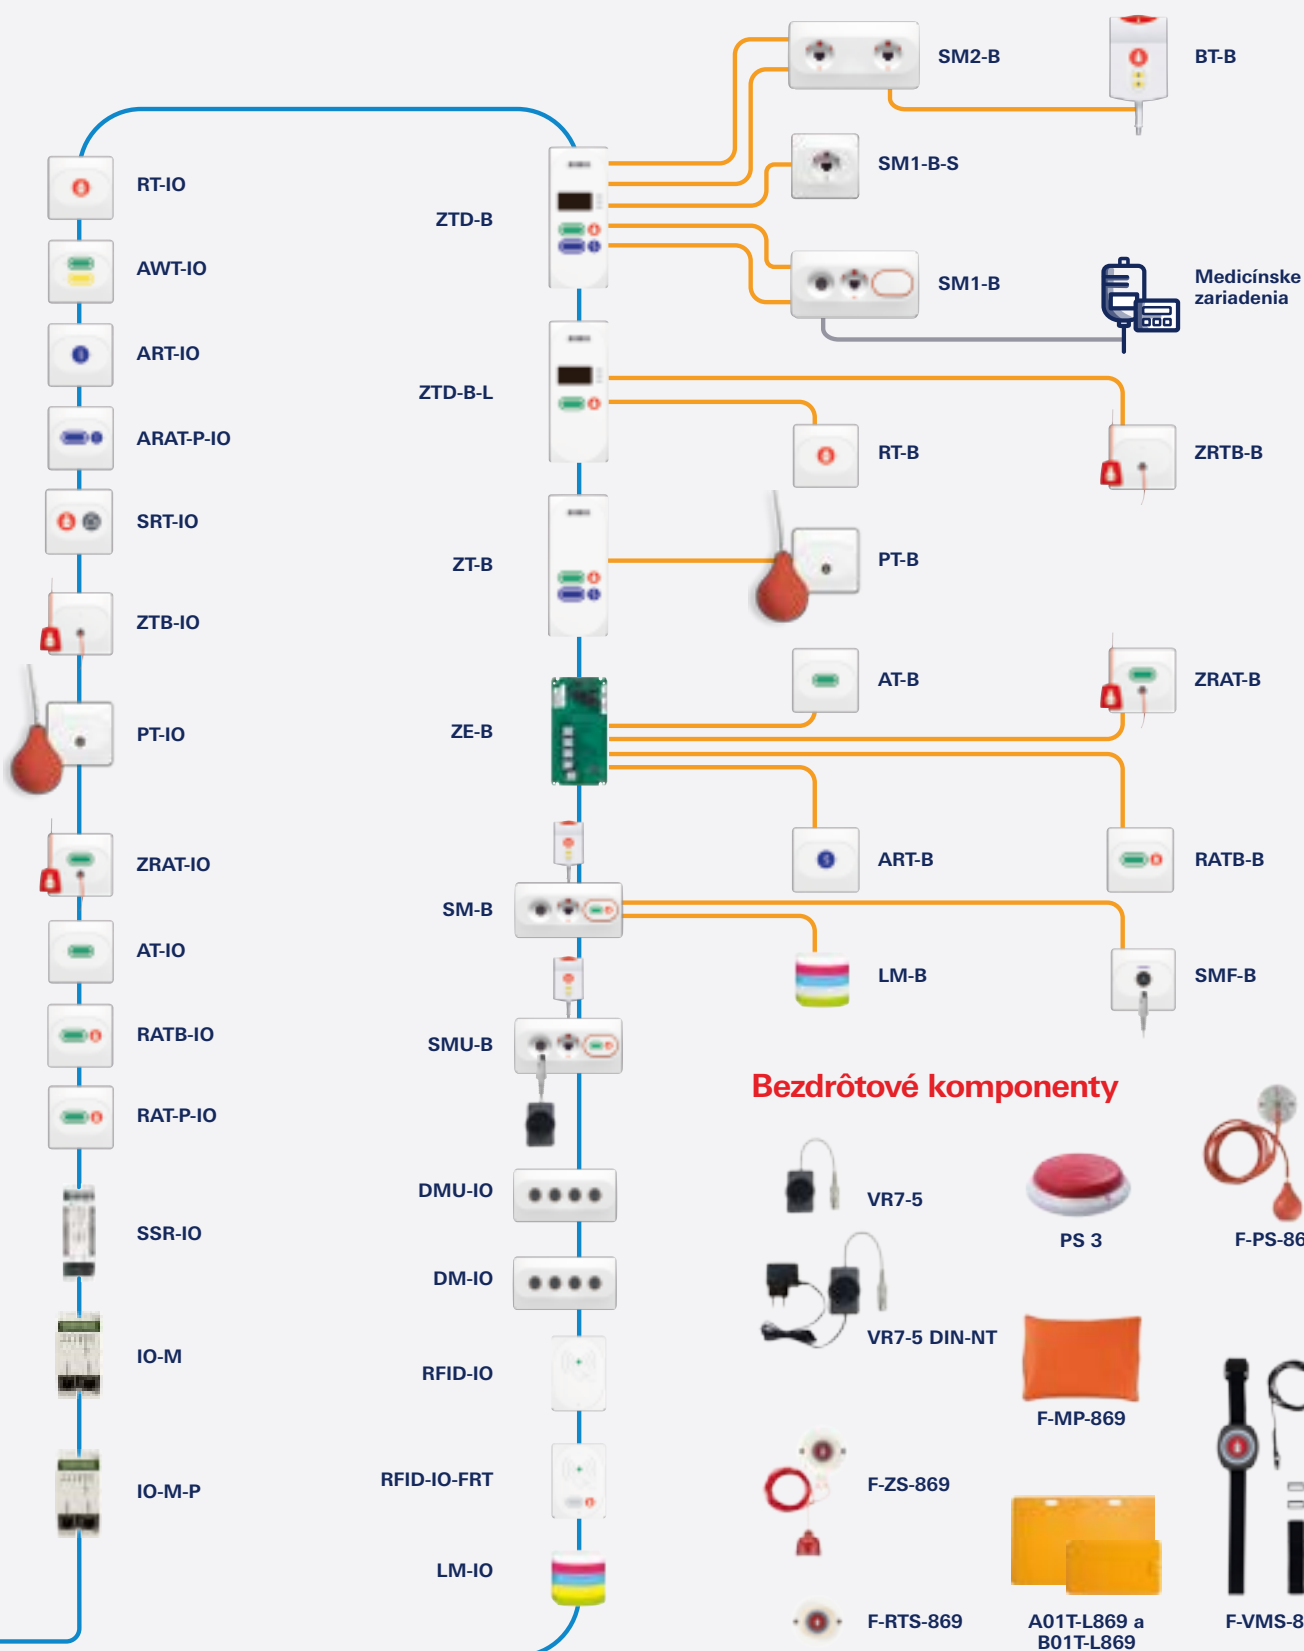 RT-IO
AWT-IO
ART-IO
ARAT-P-IO
SRT-IO
ZTB-IO
PT-IO
ZRAT-IO
AT-IO
RATB-IO
RAT-P-IO
SSR-IO
IO-M
IO-M-P
ZTD-B
ZTD-B-L
ZT-B
ZE-B
SM-B
SMU-B
DMU-IO
DM-IO
RFID-IO
RFID-IO-FRT
LM-IO
SM2-B
BT-B
SM1-B-S
SM1-B
Medicínske
zariadenia
RT-B
ZRTB-B
PT-B
AT-B
ZRAT-B
ART-B
RATB-B
LM-B
SMF-B
Bezdrôtové komponenty
VR7-5
PS 3
F-PS-86
VR7-5 DIN-NT
F-MP-869
F-ZS-869
F-RTS-869
A01T-L869 a
B01T-L869
F-VMS-8